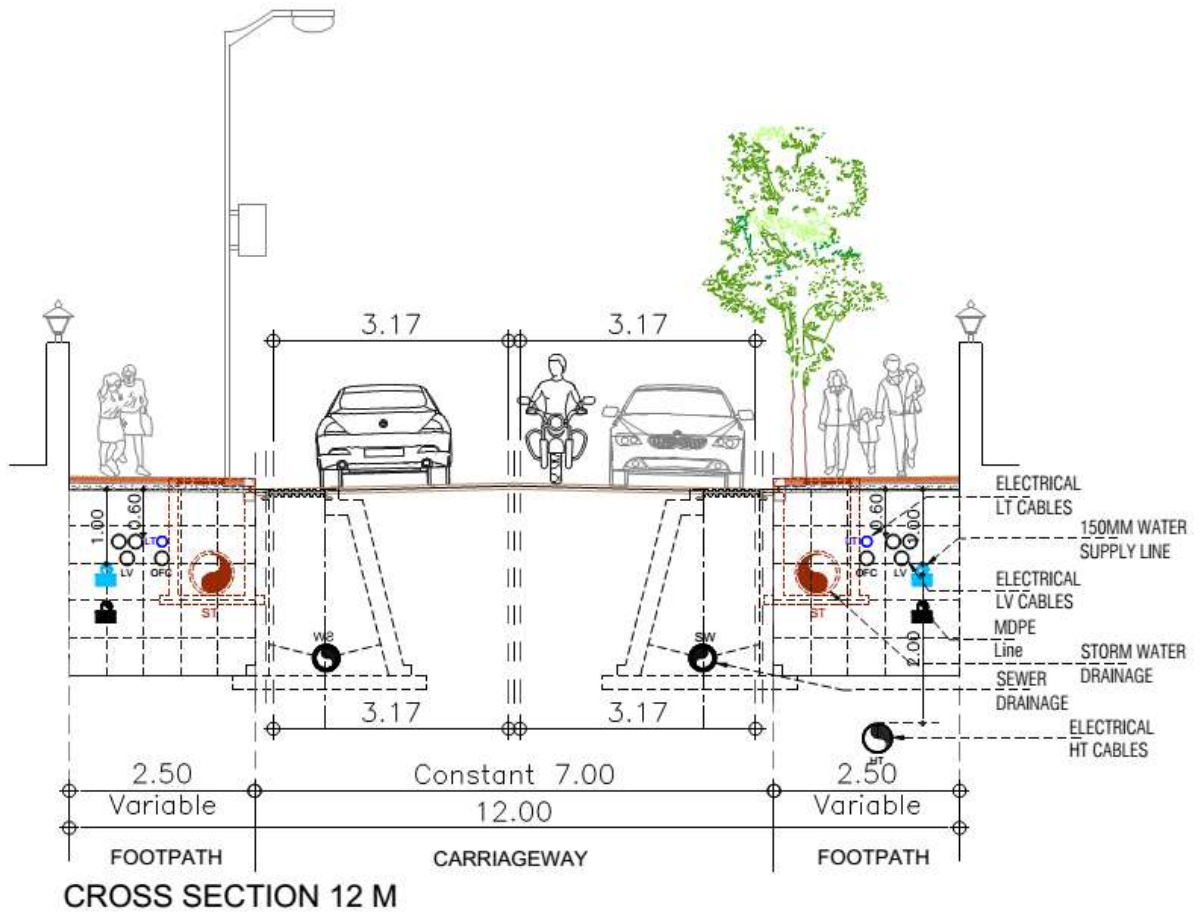 3.17 3.17
ELECTRICAL
LT CABLES
150MM WATER
SUPPLY LINE
ELECTRICAL
LV CABLES
MDPE
Line
STORM WATER
DRAINAGE
SEWER
DRAINAGE
ELECTRICAL
HT CABLES
1.00 0.60 LT LT 0.60 1.00
LV OFC OFC LV
ST ST
SW SW
2.00
3.17 3.17
HT
2.50 Constant 7.00 2.50
Variable Variable
12.00
FOOTPATH CARRIAGEWAY FOOTPATH
CROSS SECTION 12 M